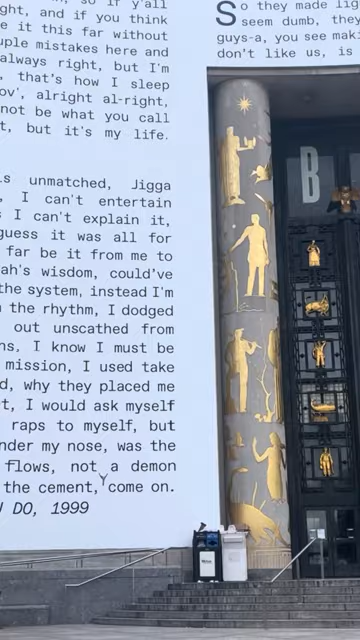 so if y'all
ght, and if you think
e it this far without
uple mistakes here and
always right, but I'm
, that's how I sleep
ov', alright al-right,
not be what you call
t, but it's my life.
is unmatched, Jigga
, I can't entertain
s I can't explain it,
guess it was all for
far be it from me to
ah's wisdom, could've
the system, instead I'm
n the rhythm, I dodged
out unscathed from
ns, I know I must be
mission, I used take
d, why they placed me
t, I would ask myself
raps to myself, but
nder my nose, was the
flows, not a demon
the cement, come on.
U DO, 1999
So they made lig
seem dumb, they
guys-a, you see maki
don't like us, is
B